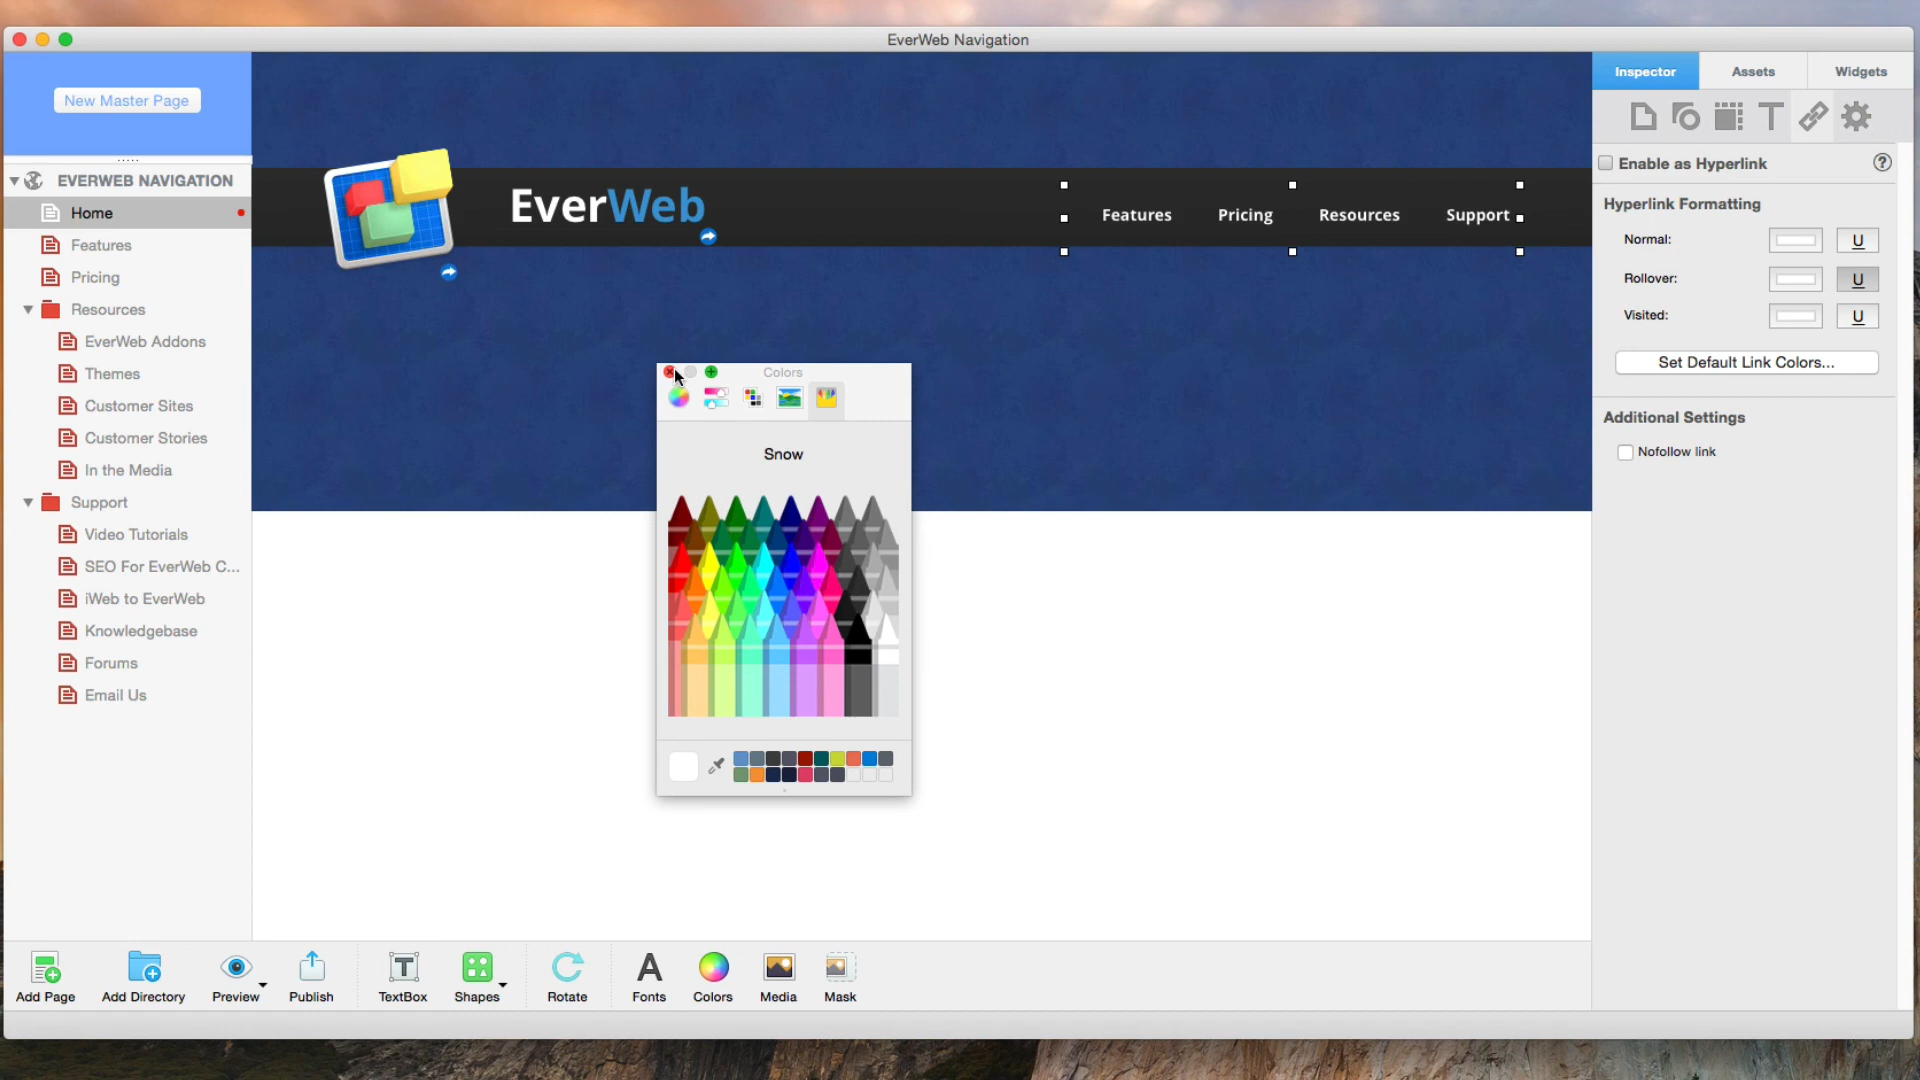 EverWeb Navigation
New Master Page
EVERWEB NAVIGATION
Home
Features
Pricing
Resources
EverWeb Addons
Themes
Customer Sites
Customer Stories
In the Media
Support
Video Tutorials
SEO For EverWeb C...
iWeb to EverWeb
Knowledgebase
Forums
Email Us
EverWeb
Features Pricing Resources Support
Colors
Snow
Inspector Assets Widgets
Enable as Hyperlink ?
Hyperlink Formatting
Normal: U
Rollover: U
Visited: U
Set Default Link Colors...
Additional Settings
Nofollow link
Add Page Add Directory Preview Publish TextBox Shapes Rotate Fonts Colors Media Mask